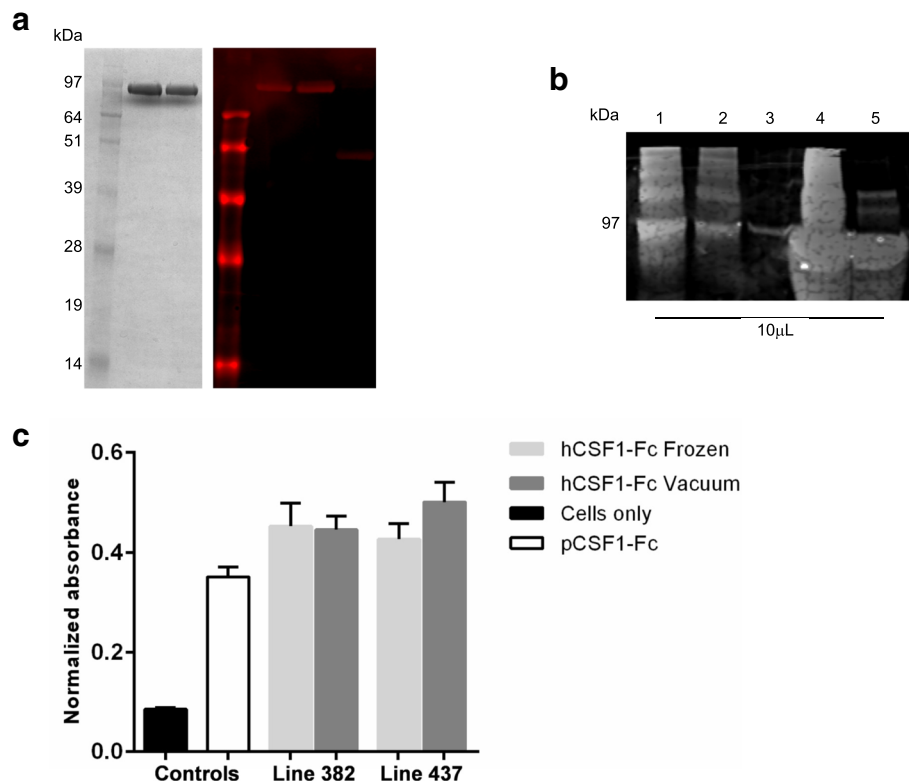 a
kDa
97
64
51
39
28
19
14
b
kDa 1 2 3 4 5
97
10μL
c
Normalized absorbance
0.6
0.4
0.2
0.0
Controls Line 382 Line 437
hCSF1-Fc Frozen
hCSF1-Fc Vacuum
Cells only
pCSF1-Fc